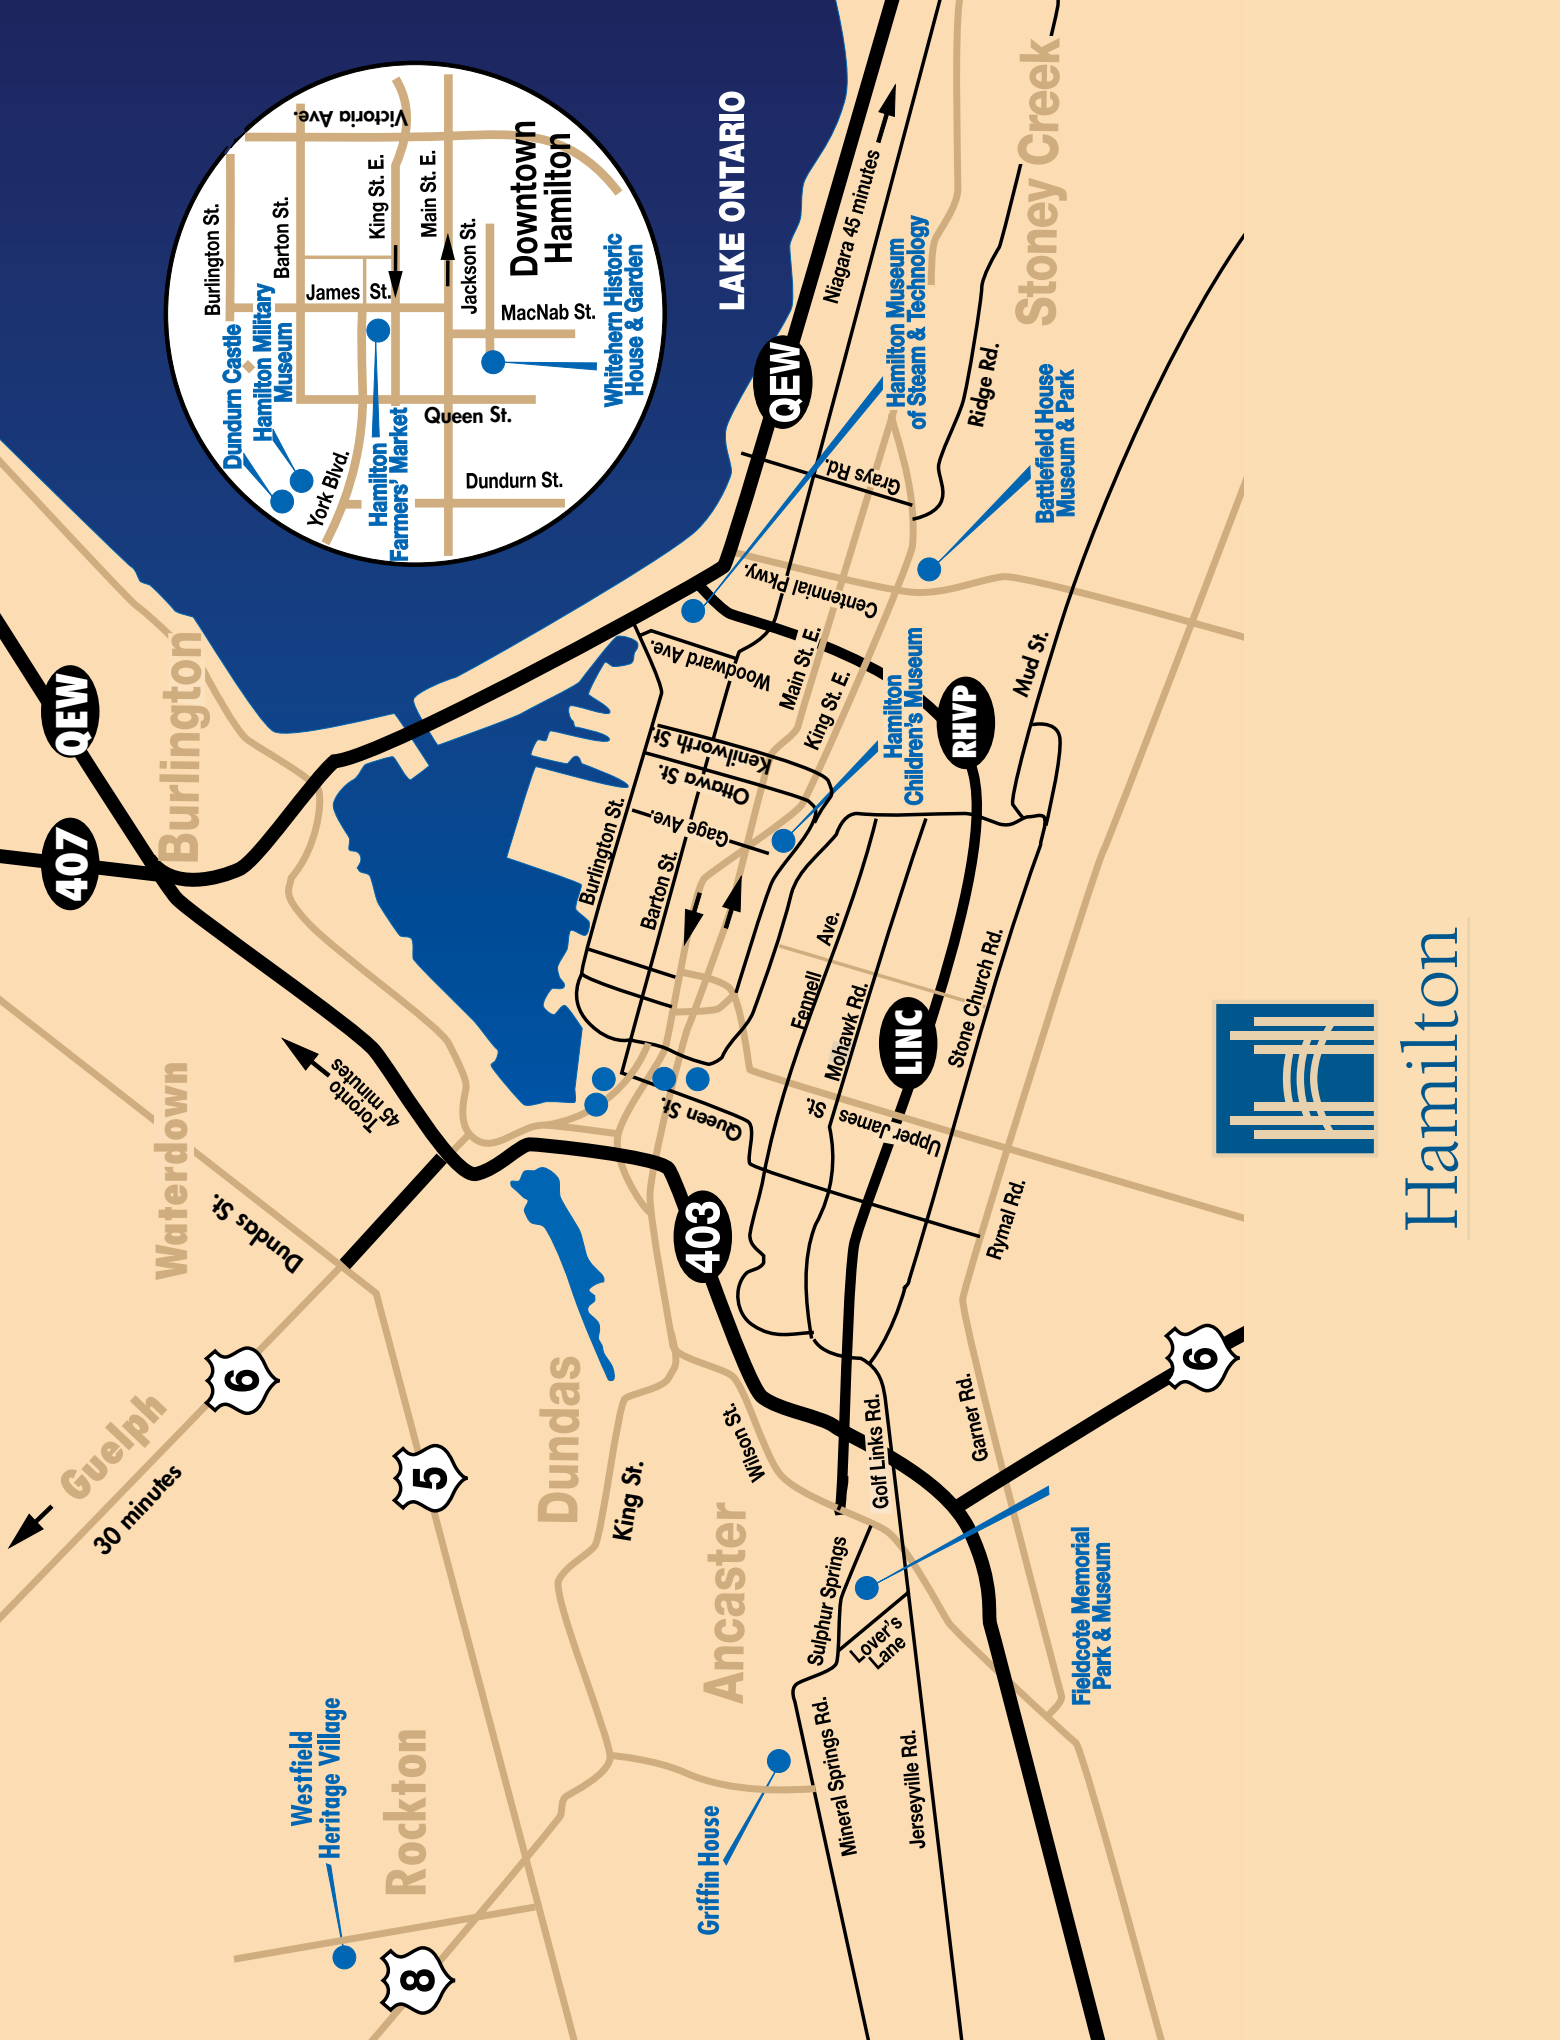 Burlington St.
Barton St.
King St. E.
Main St. E.
Victoria Ave.
James St.
Jackson St.
MacNab St.
Queen St.
Dundurn St.
York Blvd.
Dundurn Castle
Hamilton Military
Museum
Hamilton
Farmers' Market
Whitehern Historic
House & Garden
Downtown
Hamilton
LAKE ONTARIO
QEW
407
Burlington
Waterdown
Dundas St.
Toronto
45 minutes
Guelph
30 minutes
6
5
8
Westfield
Heritage Village
Rockton
Dundas
King St.
Ancaster
Wilson St.
403
Griffin House
Mineral Springs Rd.
Sulphur Springs
Lover's
Lane
Jerseyville Rd.
Golf Links Rd.
Garner Rd.
6
Fieldcote Memorial
Park & Museum
Rymal Rd.
Stone Church Rd.
LINC
Mohawk Rd.
Fennell Ave.
Upper James St.
Queen St.
Burlington St.
Barton St.
Gage Ave.
Ottawa St.
Kenilworth St.
Woodward Ave.
Main St. E.
King St. E.
Centennial Pkwy.
Hamilton
Children's Museum
RHVP
Mud St.
Battlefield House
Museum & Park
Grays Rd.
Ridge Rd.
Hamilton Museum
of Steam & Technology
QEW
Niagara 45 minutes
Stoney Creek
Hamilton